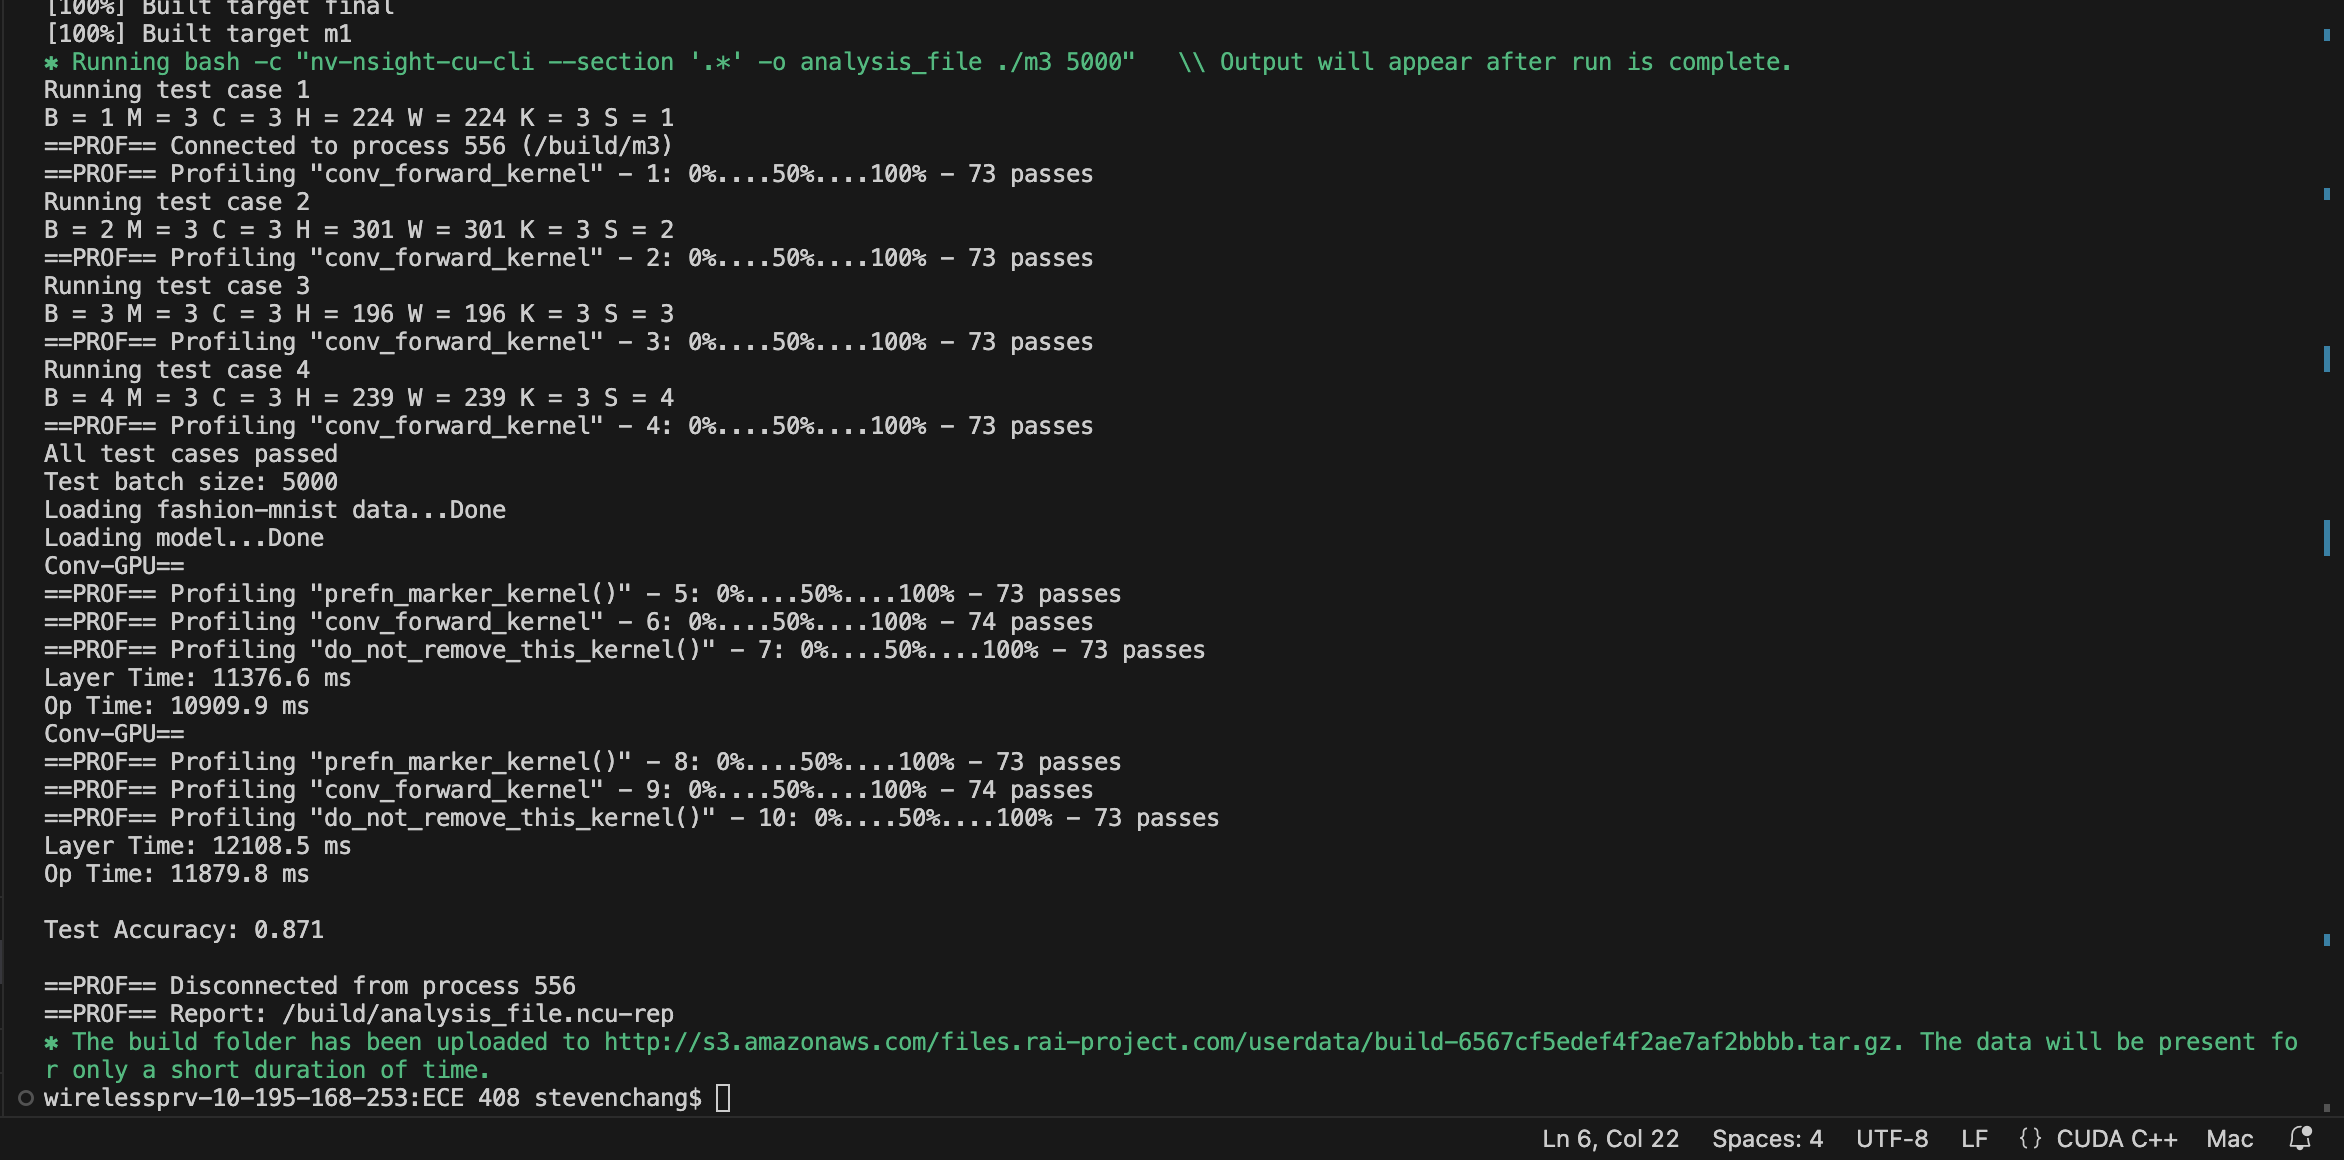 [100%] Built target final
[100%] Built target m1
✱ Running bash -c "nv-nsight-cu-cli --section '.*' -o analysis_file ./m3 5000"   \\ Output will appear after run is complete.
Running test case 1
B = 1 M = 3 C = 3 H = 224 W = 224 K = 3 S = 1
==PROF== Connected to process 556 (/build/m3)
==PROF== Profiling "conv_forward_kernel" - 1: 0%....50%....100% - 73 passes
Running test case 2
B = 2 M = 3 C = 3 H = 301 W = 301 K = 3 S = 2
==PROF== Profiling "conv_forward_kernel" - 2: 0%....50%....100% - 73 passes
Running test case 3
B = 3 M = 3 C = 3 H = 196 W = 196 K = 3 S = 3
==PROF== Profiling "conv_forward_kernel" - 3: 0%....50%....100% - 73 passes
Running test case 4
B = 4 M = 3 C = 3 H = 239 W = 239 K = 3 S = 4
==PROF== Profiling "conv_forward_kernel" - 4: 0%....50%....100% - 73 passes
All test cases passed
Test batch size: 5000
Loading fashion-mnist data...Done
Loading model...Done
Conv-GPU==
==PROF== Profiling "prefn_marker_kernel()" - 5: 0%....50%....100% - 73 passes
==PROF== Profiling "conv_forward_kernel" - 6: 0%....50%....100% - 74 passes
==PROF== Profiling "do_not_remove_this_kernel()" - 7: 0%....50%....100% - 73 passes
Layer Time: 11376.6 ms
Op Time: 10909.9 ms
Conv-GPU==
==PROF== Profiling "prefn_marker_kernel()" - 8: 0%....50%....100% - 73 passes
==PROF== Profiling "conv_forward_kernel" - 9: 0%....50%....100% - 74 passes
==PROF== Profiling "do_not_remove_this_kernel()" - 10: 0%....50%....100% - 73 passes
Layer Time: 12108.5 ms
Op Time: 11879.8 ms
Test Accuracy: 0.871
==PROF== Disconnected from process 556
==PROF== Report: /build/analysis_file.ncu-rep
✱ The build folder has been uploaded to http://s3.amazonaws.com/files.rai-project.com/userdata/build-6567cf5edef4f2ae7af2bbbb.tar.gz. The data will be present fo
r only a short duration of time.
wirelessprv-10-195-168-253:ECE 408 stevenchang$
Ln 6, Col 22 Spaces: 4 UTF-8 LF {} CUDA C++ Mac